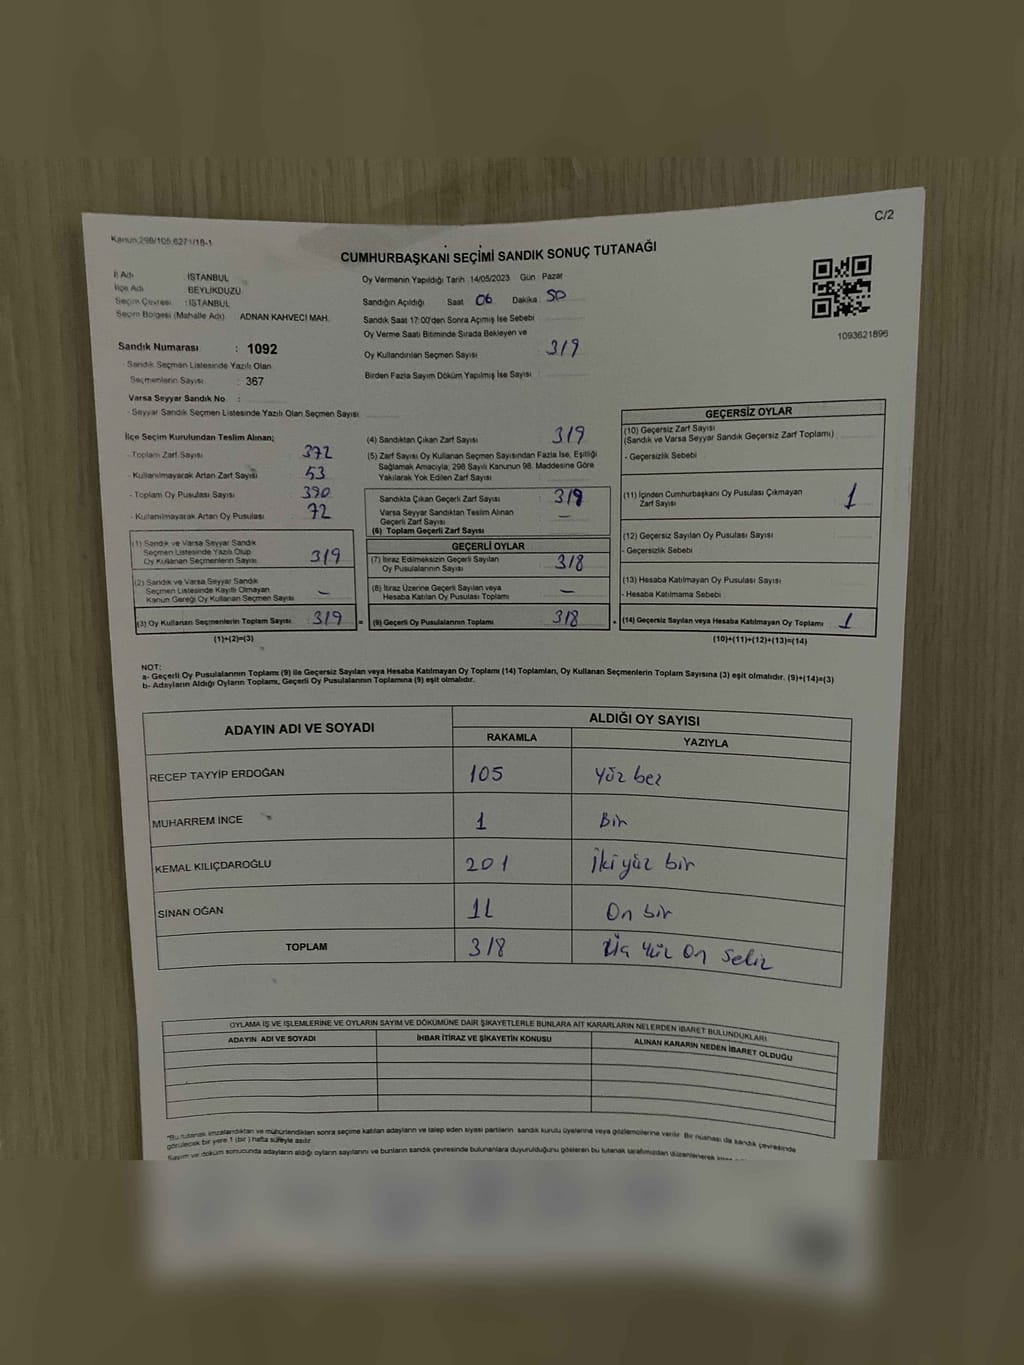 C/2
Kanun:298/105,6271/18-1
CUMHURBAŞKANI SEÇİMİ SANDIK SONUÇ TUTANAĞI
İl Adı : İSTANBUL
İlçe Adı : BEYLİKDÜZÜ
Seçim Çevresi : İSTANBUL
Seçim Bölgesi (Mahalle Adı) ADNAN KAHVECİ MAH.
Oy Vermenin Yapıldığı Tarih 14/05/2023 Gün Pazar
Sandığın Açıldığı Saat 06 Dakika 50
Sandık Saat 17:00'den Sonra Açımış İse Sebebi
Oy Verme Saati Bitiminde Sırada Bekleyen ve
Oy Kullandırılan Seçmen Sayısı 319
Birden Fazla Sayım Döküm Yapılmış İse Sayısı :
1093621896
Sandık Numarası : 1092
- Sandık Seçmen Listesinde Yazılı Olan
Seçmenlerin Sayısı : 367
Varsa Seyyar Sandık No :
- Seyyar Sandık Seçmen Listesinde Yazılı Olan Seçmen Sayısı
İlçe Seçim Kurulundan Teslim Alınan;
- Toplam Zarf Sayısı 372
- Kullanılmayarak Artan Zarf Sayısı 53
- Toplam Oy Pusulası Sayısı 390
- Kullanılmayarak Artan Oy Pusulası 72
(1) Sandık ve Varsa Seyyar Sandık
Seçmen Listesinde Yazılı Olup
Oy Kullanan Seçmenlerin Sayısı 319
(2) Sandık ve Varsa Seyyar Sandık
Seçmen Listesinde Kayıtlı Olmayan
Kanun Gereği Oy Kullanan Seçmen Sayısı –
(3) Oy Kullanan Seçmenlerin Toplam Sayısı 319
(1)+(2)=(3)
(4) Sandıktan Çıkan Zarf Sayısı 319
(5) Zarf Sayısı Oy Kullanan Seçmen Sayısından Fazla İse, Eşitliği
Sağlamak Amacıyla; 298 Sayılı Kanunun 98. Maddesine Göre
Yakılarak Yok Edilen Zarf Sayısı
Sandıkta Çıkan Geçerli Zarf Sayısı 319
Varsa Seyyar Sandıktan Teslim Alınan
Geçerli Zarf Sayısı –
(6) Toplam Geçerli Zarf Sayısı
GEÇERLİ OYLAR
(7) İtiraz Edilmeksizin Geçerli Sayılan
Oy Pusulalarının Sayısı 318
(8) İtiraz Üzerine Geçerli Sayılan veya
Hesaba Katılan Oy Pusulası Toplamı –
= (9) Geçerli Oy Pusulalarının Toplamı 318
GEÇERSİZ OYLAR
(10) Geçersiz Zarf Sayısı
(Sandık ve Varsa Seyyar Sandık Geçersiz Zarf Toplamı)
- Geçersizlik Sebebi
(11) İçinden Cumhurbaşkanı Oy Pusulası Çıkmayan
Zarf Sayısı 1
(12) Geçersiz Sayılan Oy Pusulası Sayısı
- Geçersizlik Sebebi
(13) Hesaba Katılmayan Oy Pusulası Sayısı
- Hesaba Katılmama Sebebi
+ (14) Geçersiz Sayılan veya Hesaba Katılmayan Oy Toplamı 1
(10)+(11)+(12)+(13)=(14)
NOT:
a- Geçerli Oy Pusulalarının Toplamı (9) ile Geçersiz Sayılan veya Hesaba Katılmayan Oy Toplamı (14) Toplamları, Oy Kullanan Seçmenlerin Toplam Sayısına (3) eşit olmalıdır. (9)+(14)=(3)
b- Adayların Aldığı Oyların Toplamı, Geçerli Oy Pusulalarının Toplamına (9) eşit olmalıdır.
ADAYIN ADI VE SOYADI ALDIĞI OY SAYISI
RAKAMLA YAZIYLA
RECEP TAYYİP ERDOĞAN 105 Yüz beş
MUHARREM İNCE 1 Bir
KEMAL KILIÇDAROĞLU 201 İki yüz bir
SİNAN OĞAN 11 On bir
TOPLAM 318 Üç Yüz On Sekiz
OYLAMA İŞ VE İŞLEMLERİNE VE OYLARIN SAYIM VE DÖKÜMÜNE DAİR ŞİKAYETLERLE BUNLARA AİT KARARLARIN NELERDEN İBARET BULUNDUKLARI
ADAYIN ADI VE SOYADI İHBAR İTİRAZ VE ŞİKAYETİN KONUSU ALINAN KARARIN NEDEN İBARET OLDUĞU
*Bu tutanak imzalandıktan ve mühürlendikten sonra seçime katılan adayların ve talep eden siyasi partilerin sandık kurulu üyelerine veya gözlemcilerine verilir. Bir nüshası da sandık çevresinde
görülecek bir yere 1 (bir) hafta süreyle asılır.
Sayım ve döküm sonucunda adayların aldığı oyların sayılarını ve bunların sandık çevresinde bulunanlara duyurulduğunu gösteren bu tutanak tarafımızdan düzenlenerek